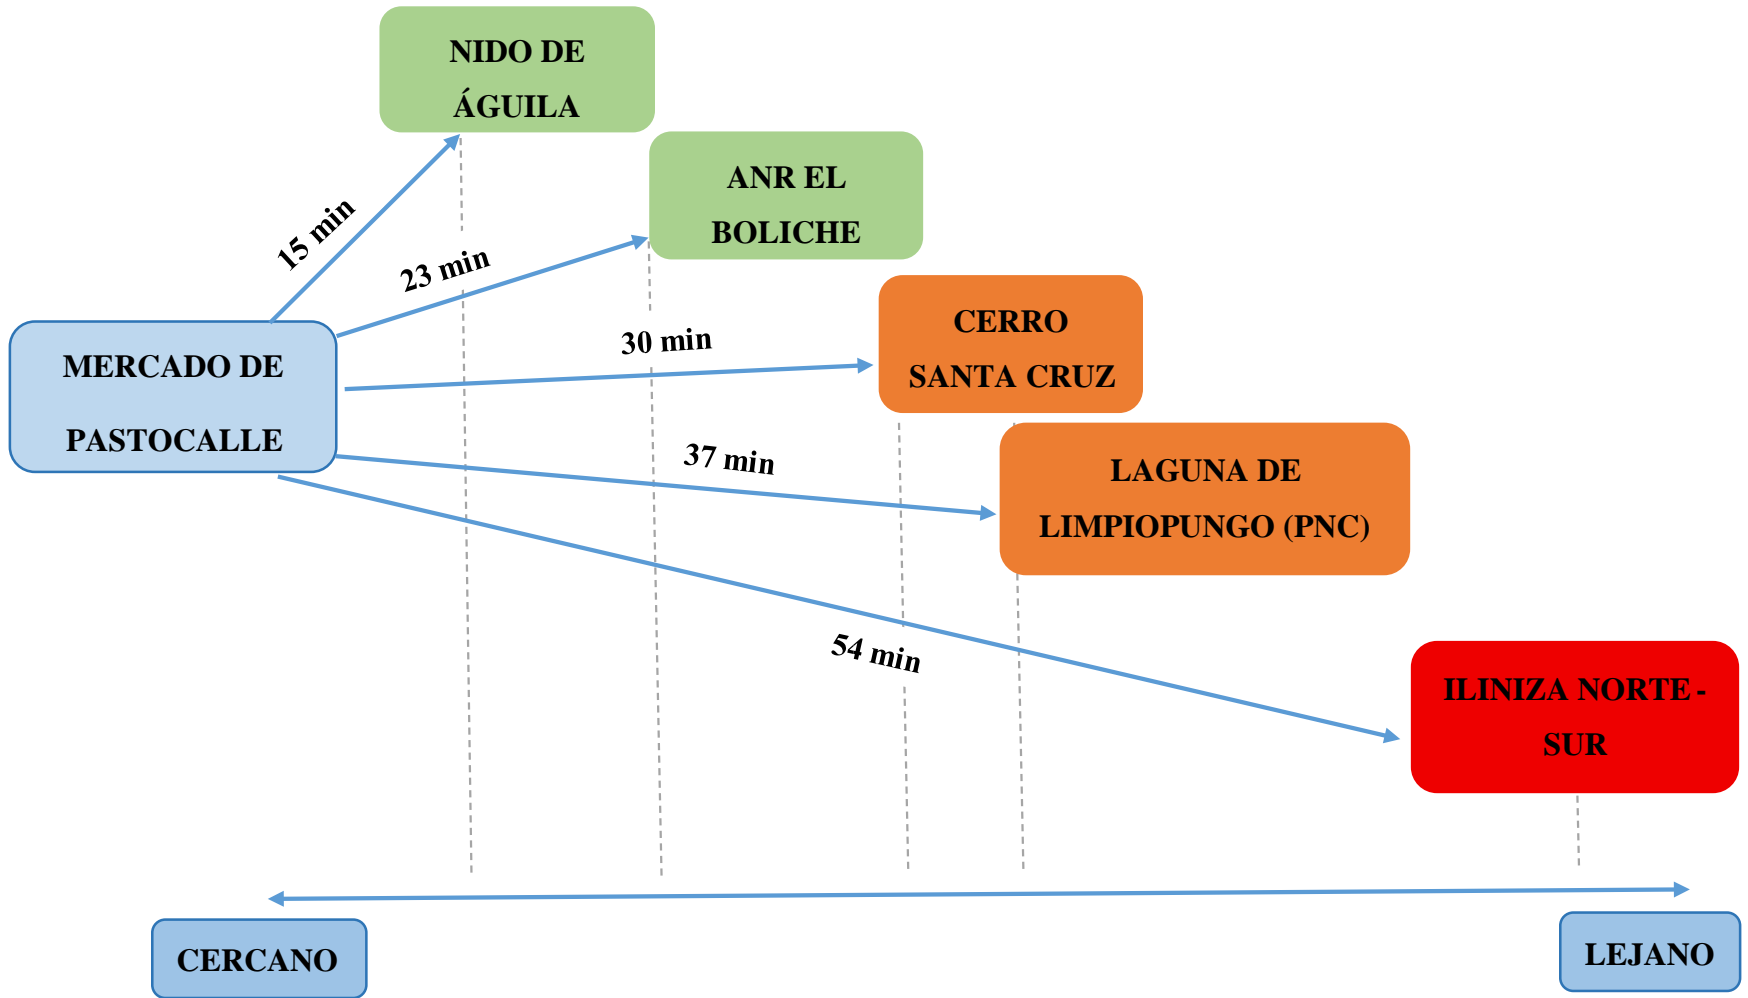 NIDO DE
ÁGUILA
ANR EL
BOLICHE
15 min
23 min
CERRO
SANTA CRUZ
30 min
MERCADO DE
PASTOCALLE
37 min
LAGUNA DE
LIMPIOPUNGO (PNC)
54 min
ILINIZA NORTE -
SUR
CERCANO
LEJANO